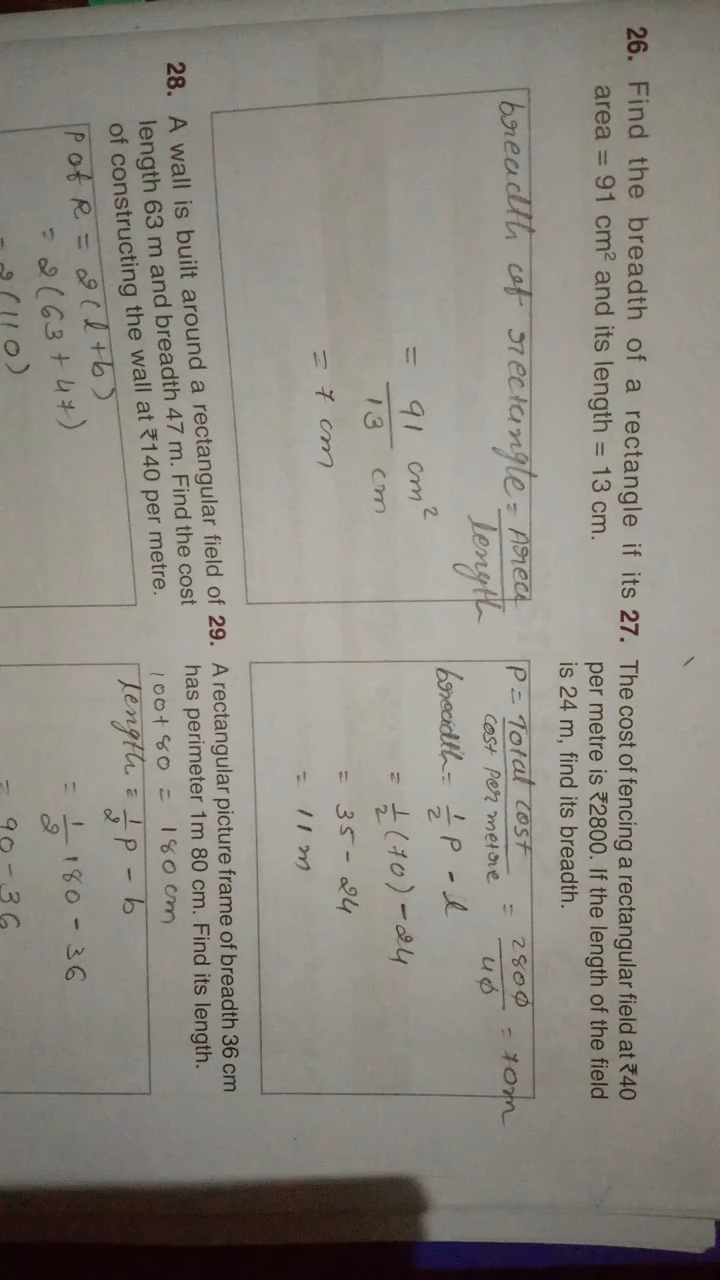 26. Find the breadth of a rectangle if its
area = 91 cm² and its length = 13 cm.
breadth of rectangle = Area
length
= 91 cm²
13 cm
= 7 cm
27. The cost of fencing a rectangular field at ₹40
per metre is ₹2800. If the length of the field
is 24 m, find its breadth.
P = Total cost = 2800 = 70m
cost per metre 40
breadth = 1/2 P - l
= 1/2 (70) - 24
= 35 - 24
= 11 m
28. A wall is built around a rectangular field of
length 63 m and breadth 47 m. Find the cost
of constructing the wall at ₹140 per metre.
P of R = 2(l+b)
= 2(63+47)
= 2(110)
29. A rectangular picture frame of breadth 36 cm
has perimeter 1m 80 cm. Find its length.
100+80 = 180 cm
length = 1/2 P - b
= 1/2 180 - 36
= 90 - 36